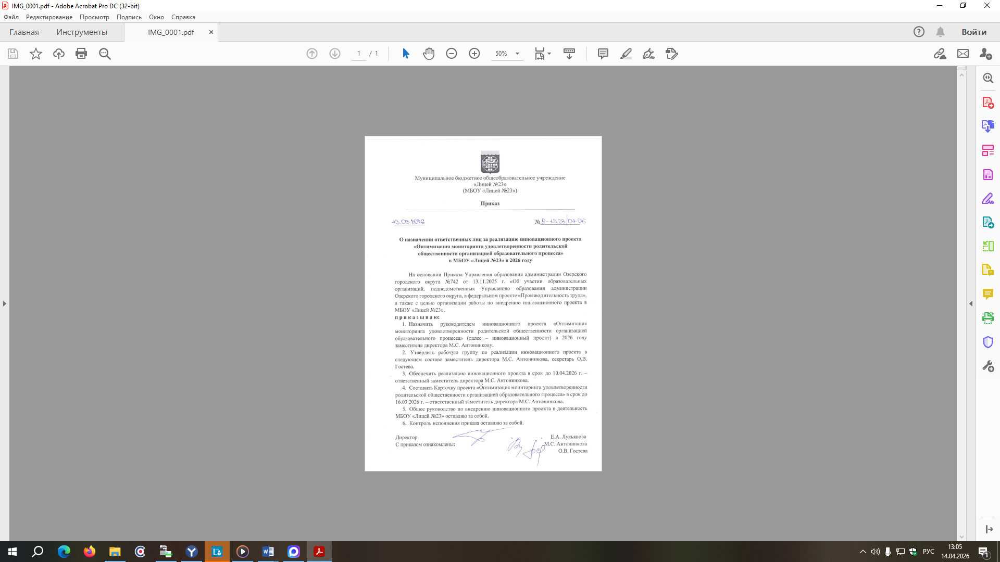 IMG_0001.pdf - Adobe Acrobat Pro DC (32-bit)
Файл Редактирование Просмотр Подпись Окно Справка
Главная Инструменты IMG_0001.pdf × Войти
1 / 1 50%
Муниципальное бюджетное общеобразовательное учреждение
«Лицей №23»
(МБОУ «Лицей №23»)
Приказ
13.03.2026 №
О назначении ответственных лиц за реализацию инновационного проекта
«Оптимизация мониторинга удовлетворенности родительской
общественности организацией образовательного процесса»
в МБОУ «Лицей №23» в 2026 году
На основании Приказа Управления образования администрации Озерского
городского округа №742 от 13.11.2025 г. «Об участии образовательных
организаций, подведомственных Управлению образования администрации
Озерского городского округа, в федеральном проекте «Производительность труда»,
а также с целью организации работы по внедрению инновационного проекта в
МБОУ «Лицей №23»,
п р и к а з ы в а ю:
1. Назначить руководителем инновационного проекта «Оптимизация
мониторинга удовлетворенности родительской общественности организацией
образовательного процесса» (далее – инновационный проект) в 2026 году
заместителя директора М.С. Антонинкову.
2. Утвердить рабочую группу по реализации инновационного проекта в
следующем составе заместитель директора М.С. Антонинкова, секретарь О.В.
Гостева.
3. Обеспечить реализацию инновационного проекта в срок до 10.04.2026 г. –
ответственный заместитель директора М.С. Антонинкова.
4. Составить Карточку проекта «Оптимизация мониторинга удовлетворенности
родительской общественности организацией образовательного процесса» в срок до
16.03.2026 г. – ответственный заместитель директора М.С. Антонинкова.
5. Общее руководство по внедрению инновационного проекта в деятельность
МБОУ «Лицей №23» оставляю за собой.
6. Контроль исполнения приказа оставляю за собой.
Директор Е.А. Лукьянова
С приказом ознакомлены: М.С. Антонинкова
О.В. Гостева
РУС 13:05
14.04.2026 1